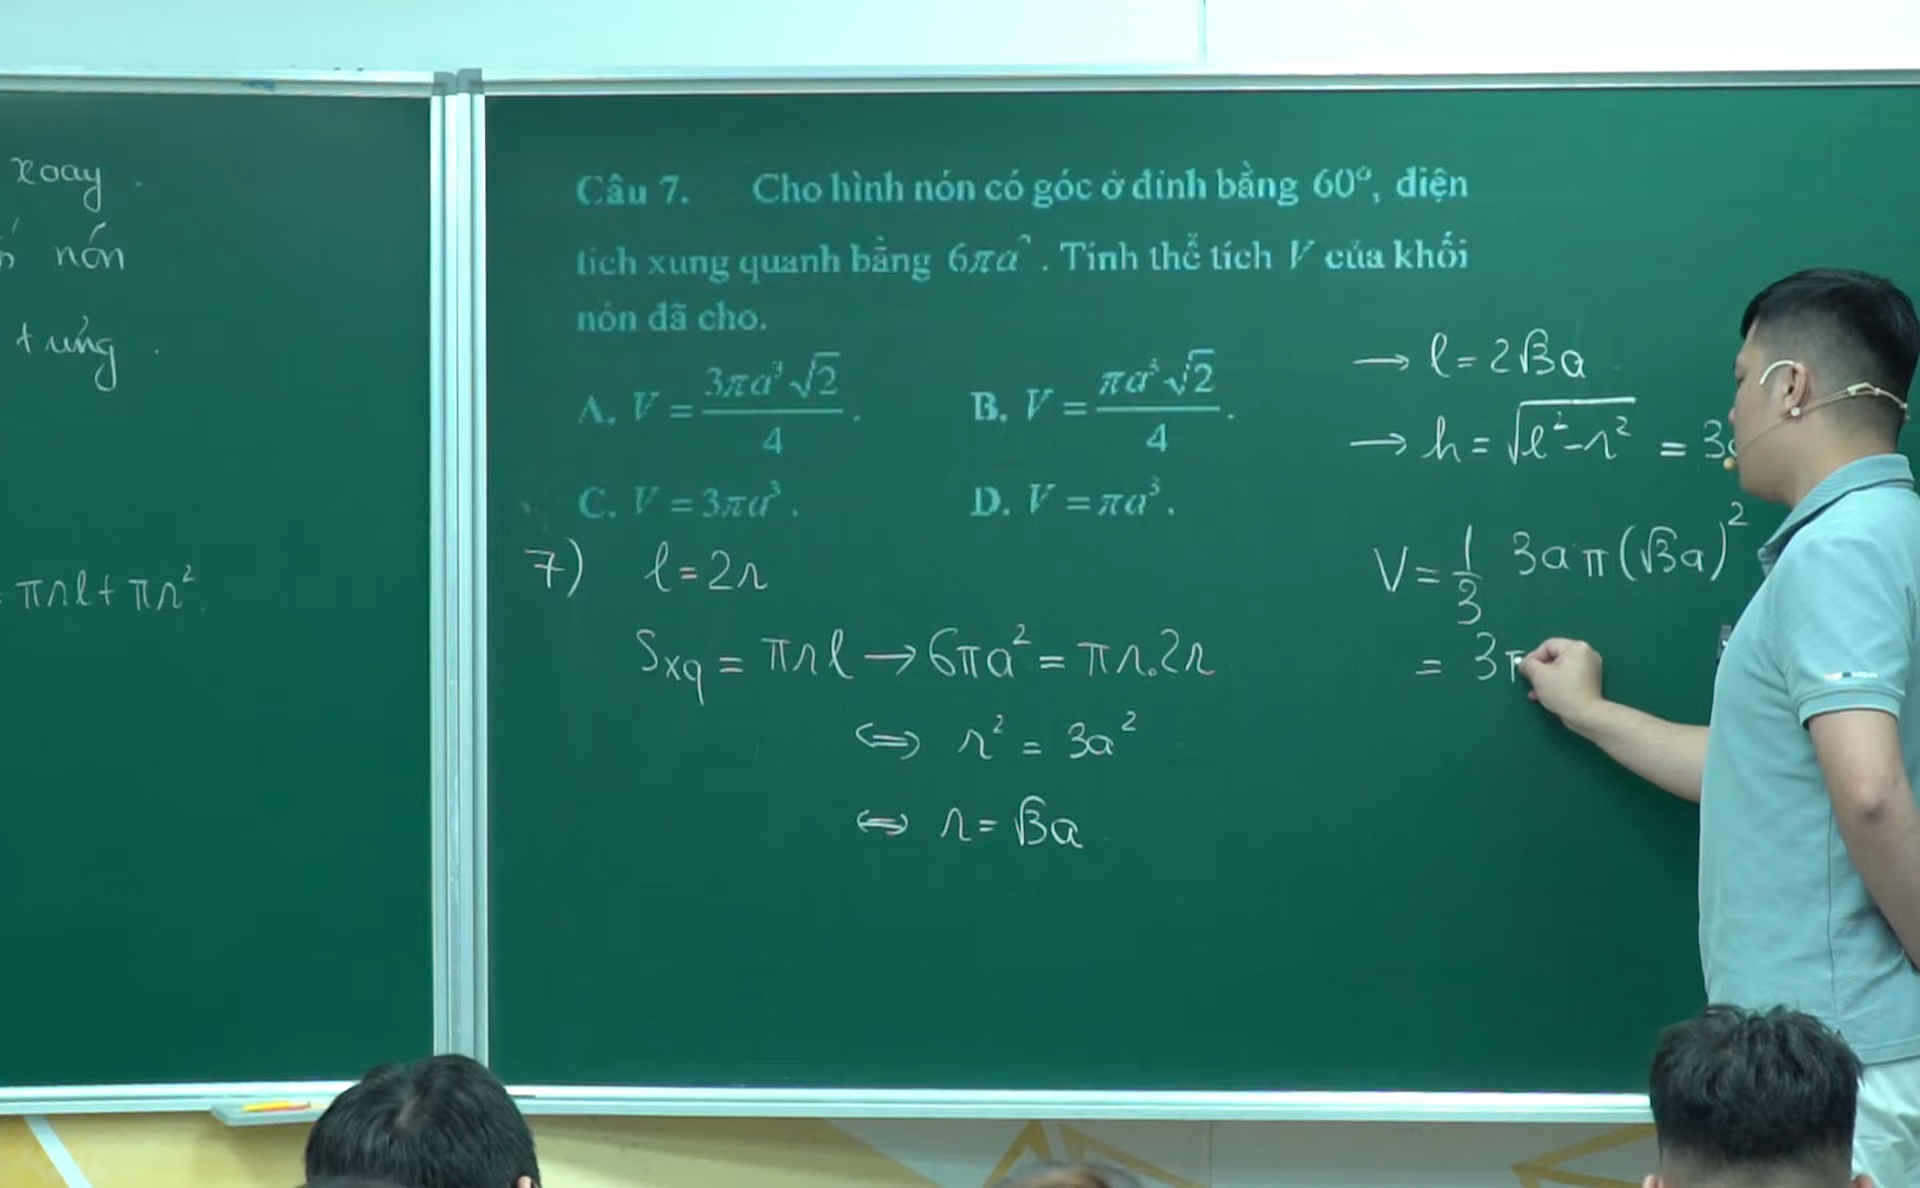 xoay.
nón
trứng.
πrl + πr².
Câu 7. Cho hình nón có góc ở đỉnh bằng 60°, diện
tích xung quanh bằng 6πa². Tính thể tích V của khối
nón đã cho.
A. V = 3πa³√2/4. B. V = πa³√2/4.
C. V = 3πa³. D. V = πa³.
7) l = 2r
Sxq = πrl → 6πa² = πr.2r
⇔ r² = 3a²
⇔ r = √3a
→ l = 2√3a
→ h = √(l² - r²) = 3a
V = 1/3 3aπ(√3a)²
= 3π